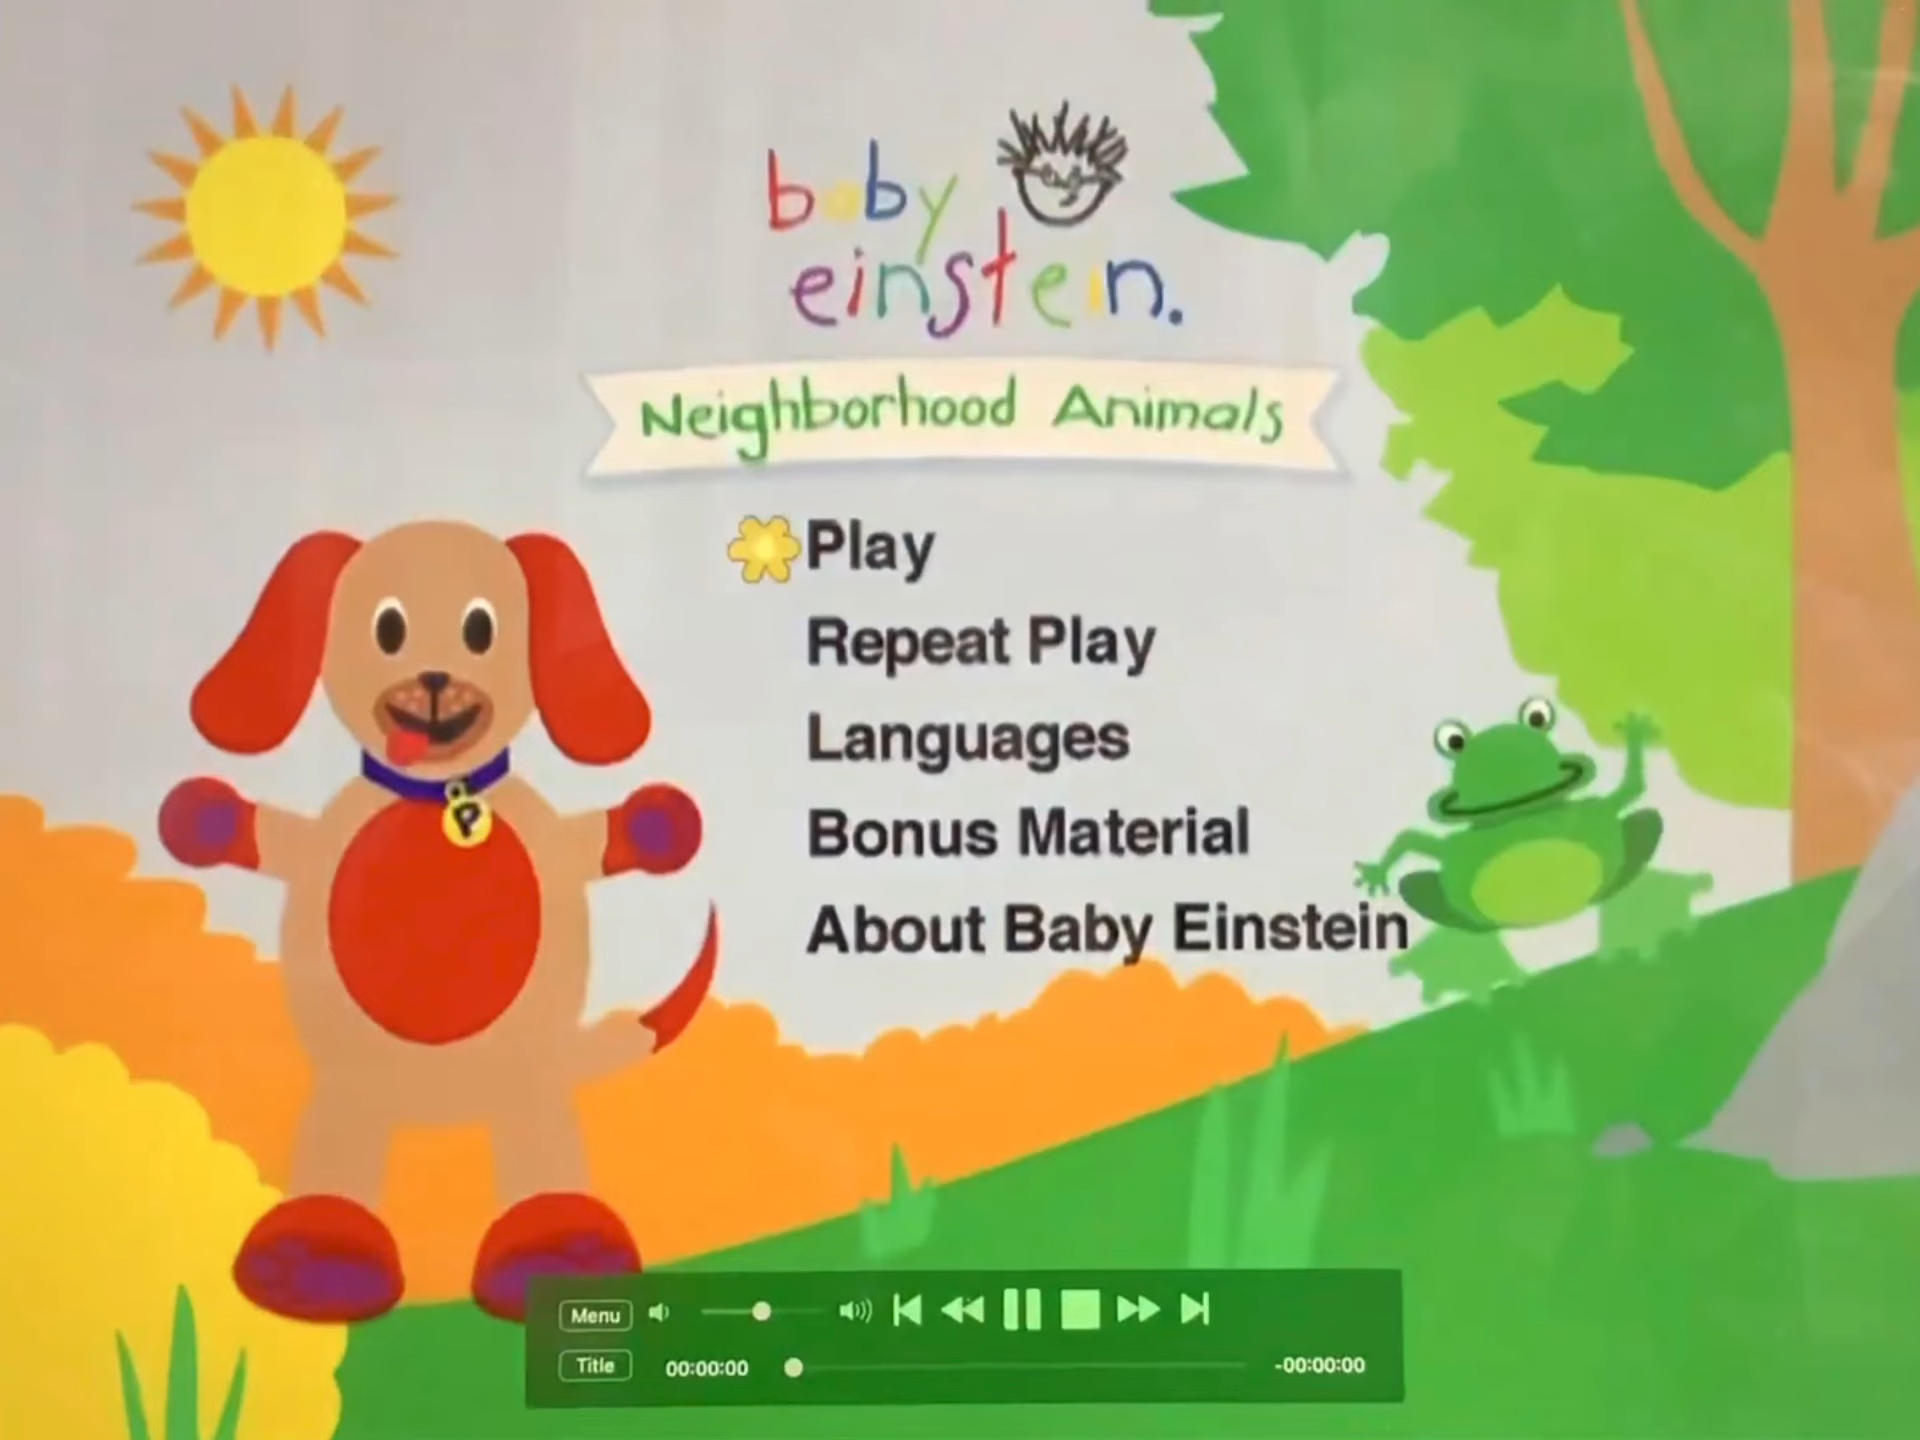 baby
einstein.
Neighborhood Animals
Play
Repeat Play
Languages
Bonus Material
About Baby Einstein
P
Menu
Title 00:00:00 -00:00:00